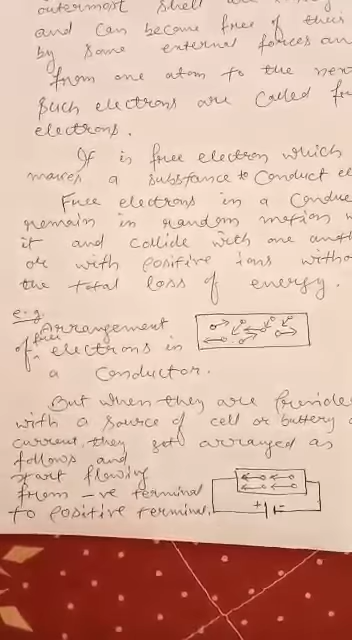 outermost shell are
and can become free of this
by some external forces an
from one atom to the nex
Such electrons are called fr
electrons.
It is free electron which
makes a substance to Conduct el
Free electrons in a Conduc
remain in random motion w
it and collide with one anoth
or with positive ions witho
the total loss of energy.
e.g
Arrangement
of free electrons in
a conductor.
But when they are provide
with a source of cell or battery
current, they get arranged as
follows and
start flowing
from -ve terminal
to positive terminal.
+ -